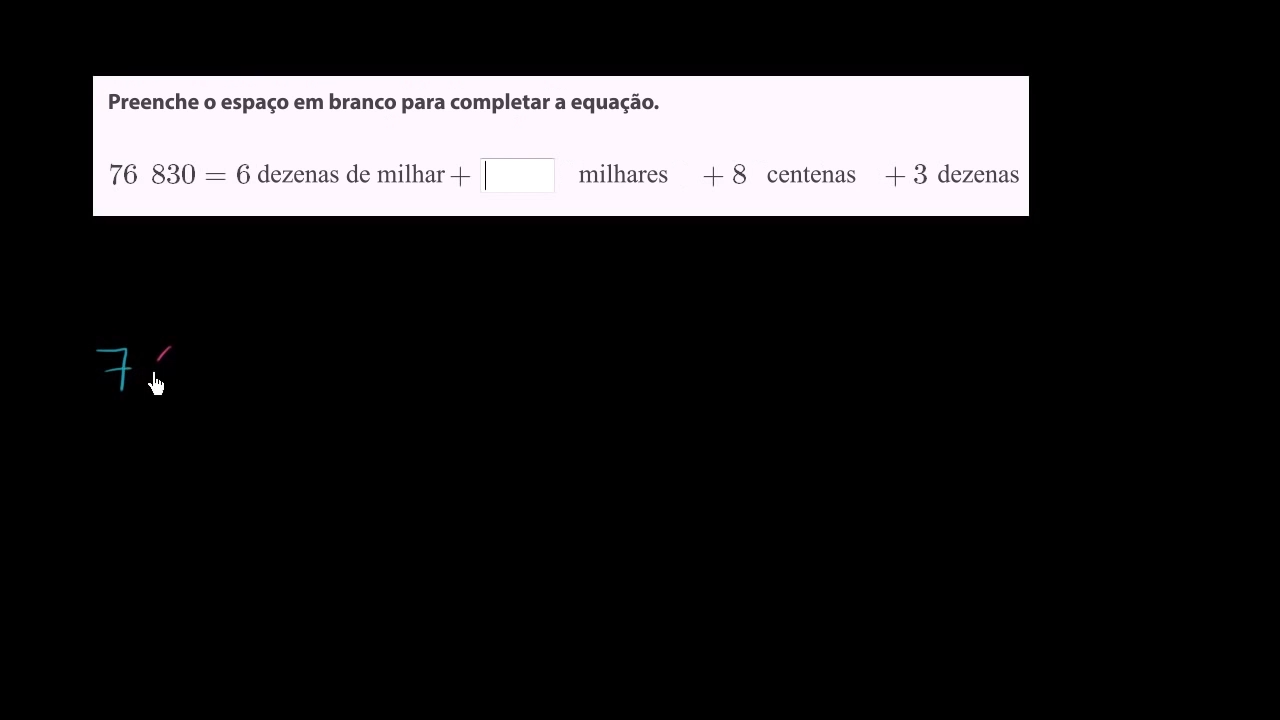 Preenche o espaço em branco para completar a equação.
76 830 = 6 dezenas de milhar + milhares + 8 centenas + 3 dezenas
7